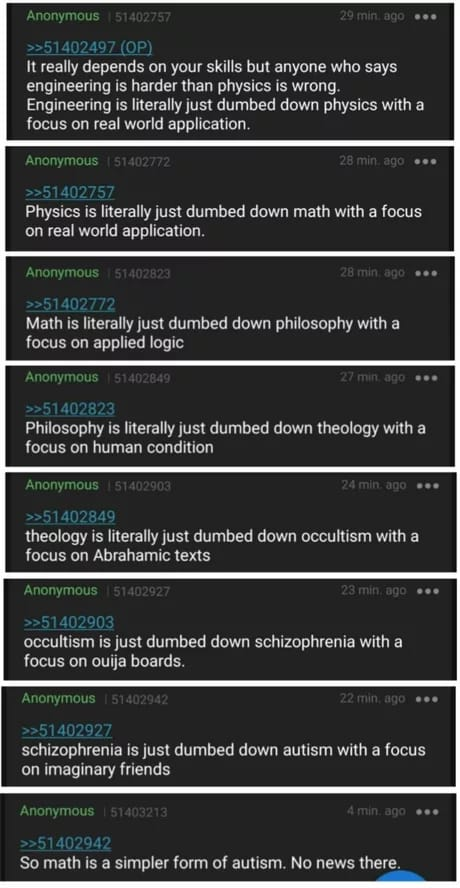 Anonymous | 51402757 29 min. ago
>>51402497 (OP)
It really depends on your skills but anyone who says
engineering is harder than physics is wrong.
Engineering is literally just dumbed down physics with a
focus on real world application.
Anonymous | 51402772 28 min. ago
>>51402757
Physics is literally just dumbed down math with a focus
on real world application.
Anonymous | 51402823 28 min. ago
>>51402772
Math is literally just dumbed down philosophy with a
focus on applied logic
Anonymous | 51402849 27 min. ago
>>51402823
Philosophy is literally just dumbed down theology with a
focus on human condition
Anonymous | 51402903 24 min. ago
>>51402849
theology is literally just dumbed down occultism with a
focus on Abrahamic texts
Anonymous | 51402927 23 min. ago
>>51402903
occultism is just dumbed down schizophrenia with a
focus on ouija boards.
Anonymous | 51402942 22 min. ago
>>51402927
schizophrenia is just dumbed down autism with a focus
on imaginary friends
Anonymous | 51403213 4 min. ago
>>51402942
So math is a simpler form of autism. No news there.